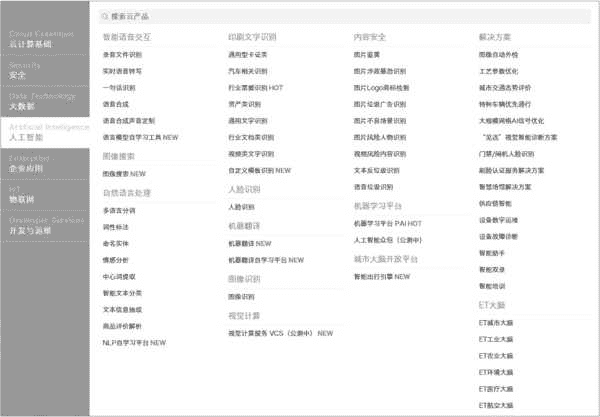 搜索云产品
Cloud Essentials
云计算基础
Security
安全
Data Technology
大数据
Artificial Intelligence
人工智能
Enterprise
企业应用
IoT
物联网
Developer Services
开发与运维
智能语音交互
录音文件识别
实时语音转写
一句话识别
语音合成
语音合成声音定制
语言模型自学习工具 NEW
图像搜索
图像搜索 NEW
自然语言处理
多语言分词
词性标注
命名实体
情感分析
中心词提取
智能文本分类
文本信息抽取
商品评价解析
NLP自学习平台 NEW
印刷文字识别
通用型卡证类
汽车相关识别
行业票据识别 HOT
资产类识别
通用文字识别
行业文档类识别
视频类文字识别
自定义模板识别 NEW
人脸识别
人脸识别
机器翻译
机器翻译 NEW
机器翻译自学习平台 NEW
图像识别
图像识别
视觉计算
视觉计算服务 VCS（公测中） NEW
内容安全
图片鉴黄
图片涉政暴恐识别
图片Logo商标检测
图片垃圾广告识别
图片不良场景识别
图片风险人物识别
视频风险内容识别
文本反垃圾识别
语音垃圾识别
机器学习平台
机器学习平台 PAI HOT
人工智能众包（公测中）
城市大脑开放平台
智能出行引擎 NEW
解决方案
图像自动外检
工艺参数优化
城市交通态势评价
特种车辆优先通行
大规模网格AI信号优化
“见远”视觉智能诊断方案
门禁/闸机人脸识别
刷脸认证服务解决方案
智慧场馆解决方案
供应链智能
设备数字运维
设备故障诊断
智能助手
智能双录
智能培训
ET大脑
ET城市大脑
ET工业大脑
ET农业大脑
ET环境大脑
ET医疗大脑
ET航空大脑